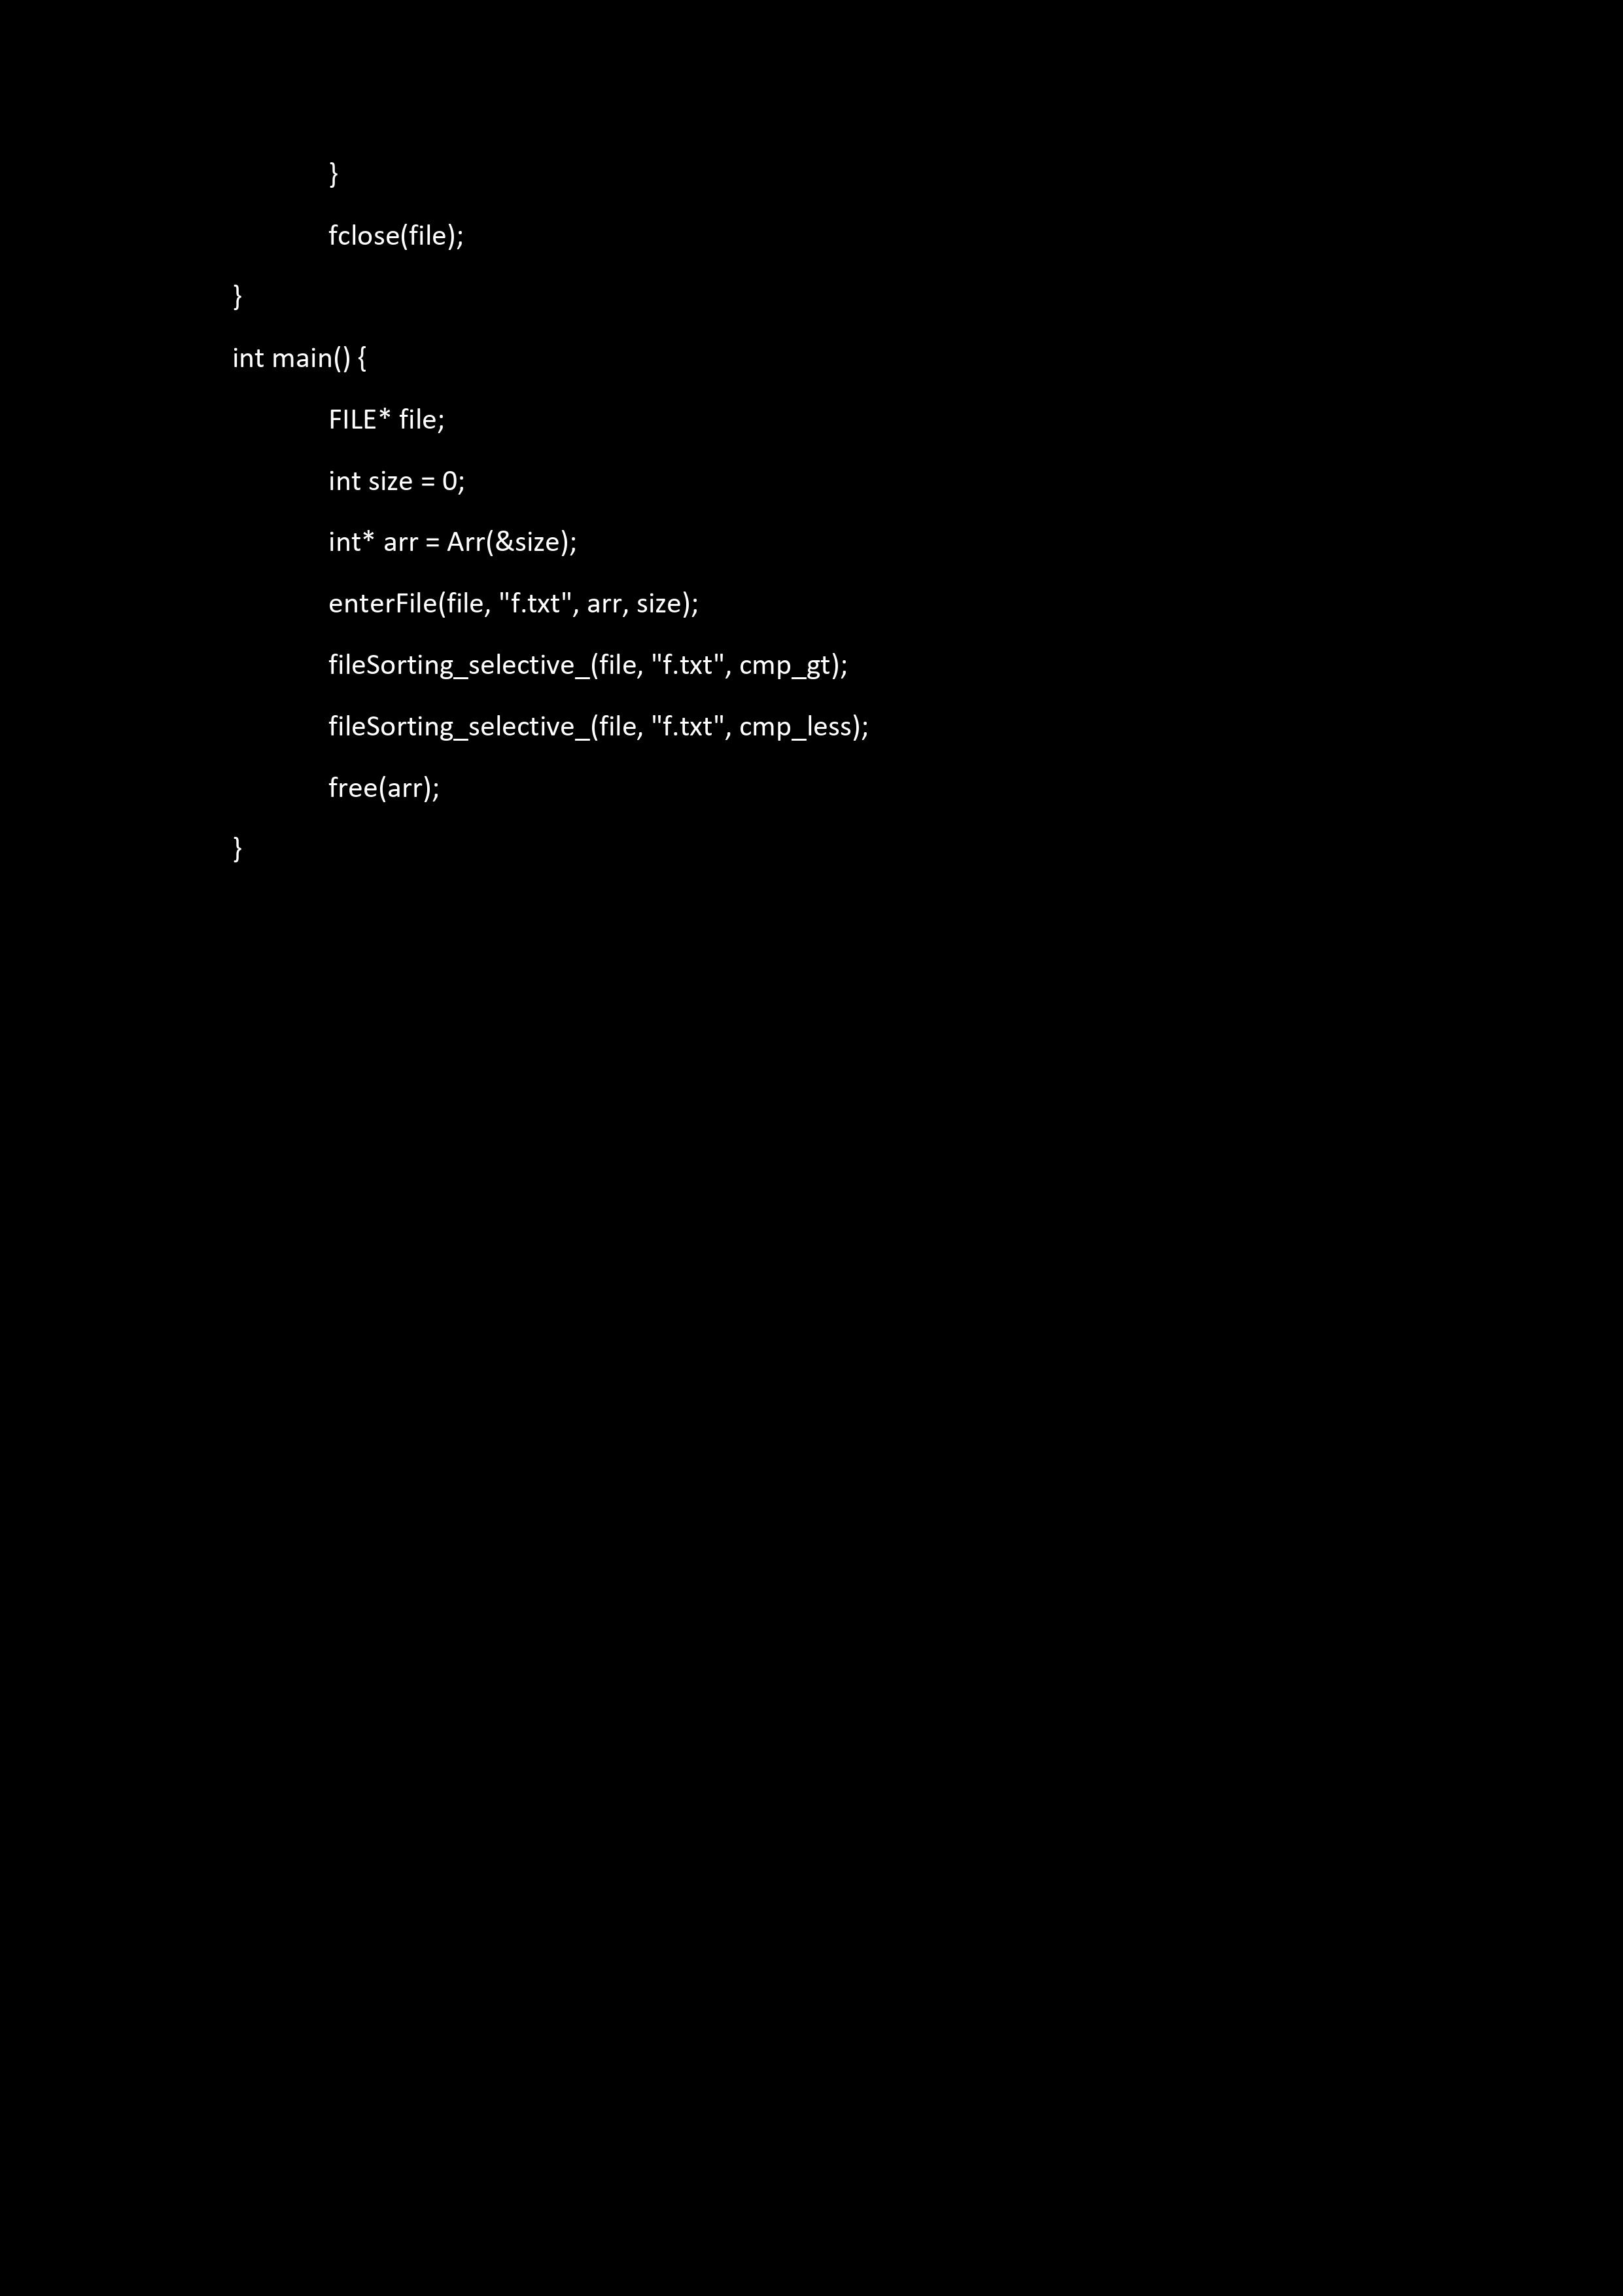 }
fclose(file);
}
int main() {
FILE* file;
int size = 0;
int* arr = Arr(&size);
enterFile(file, "f.txt", arr, size);
fileSorting_selective_(file, "f.txt", cmp_gt);
fileSorting_selective_(file, "f.txt", cmp_less);
free(arr);
}